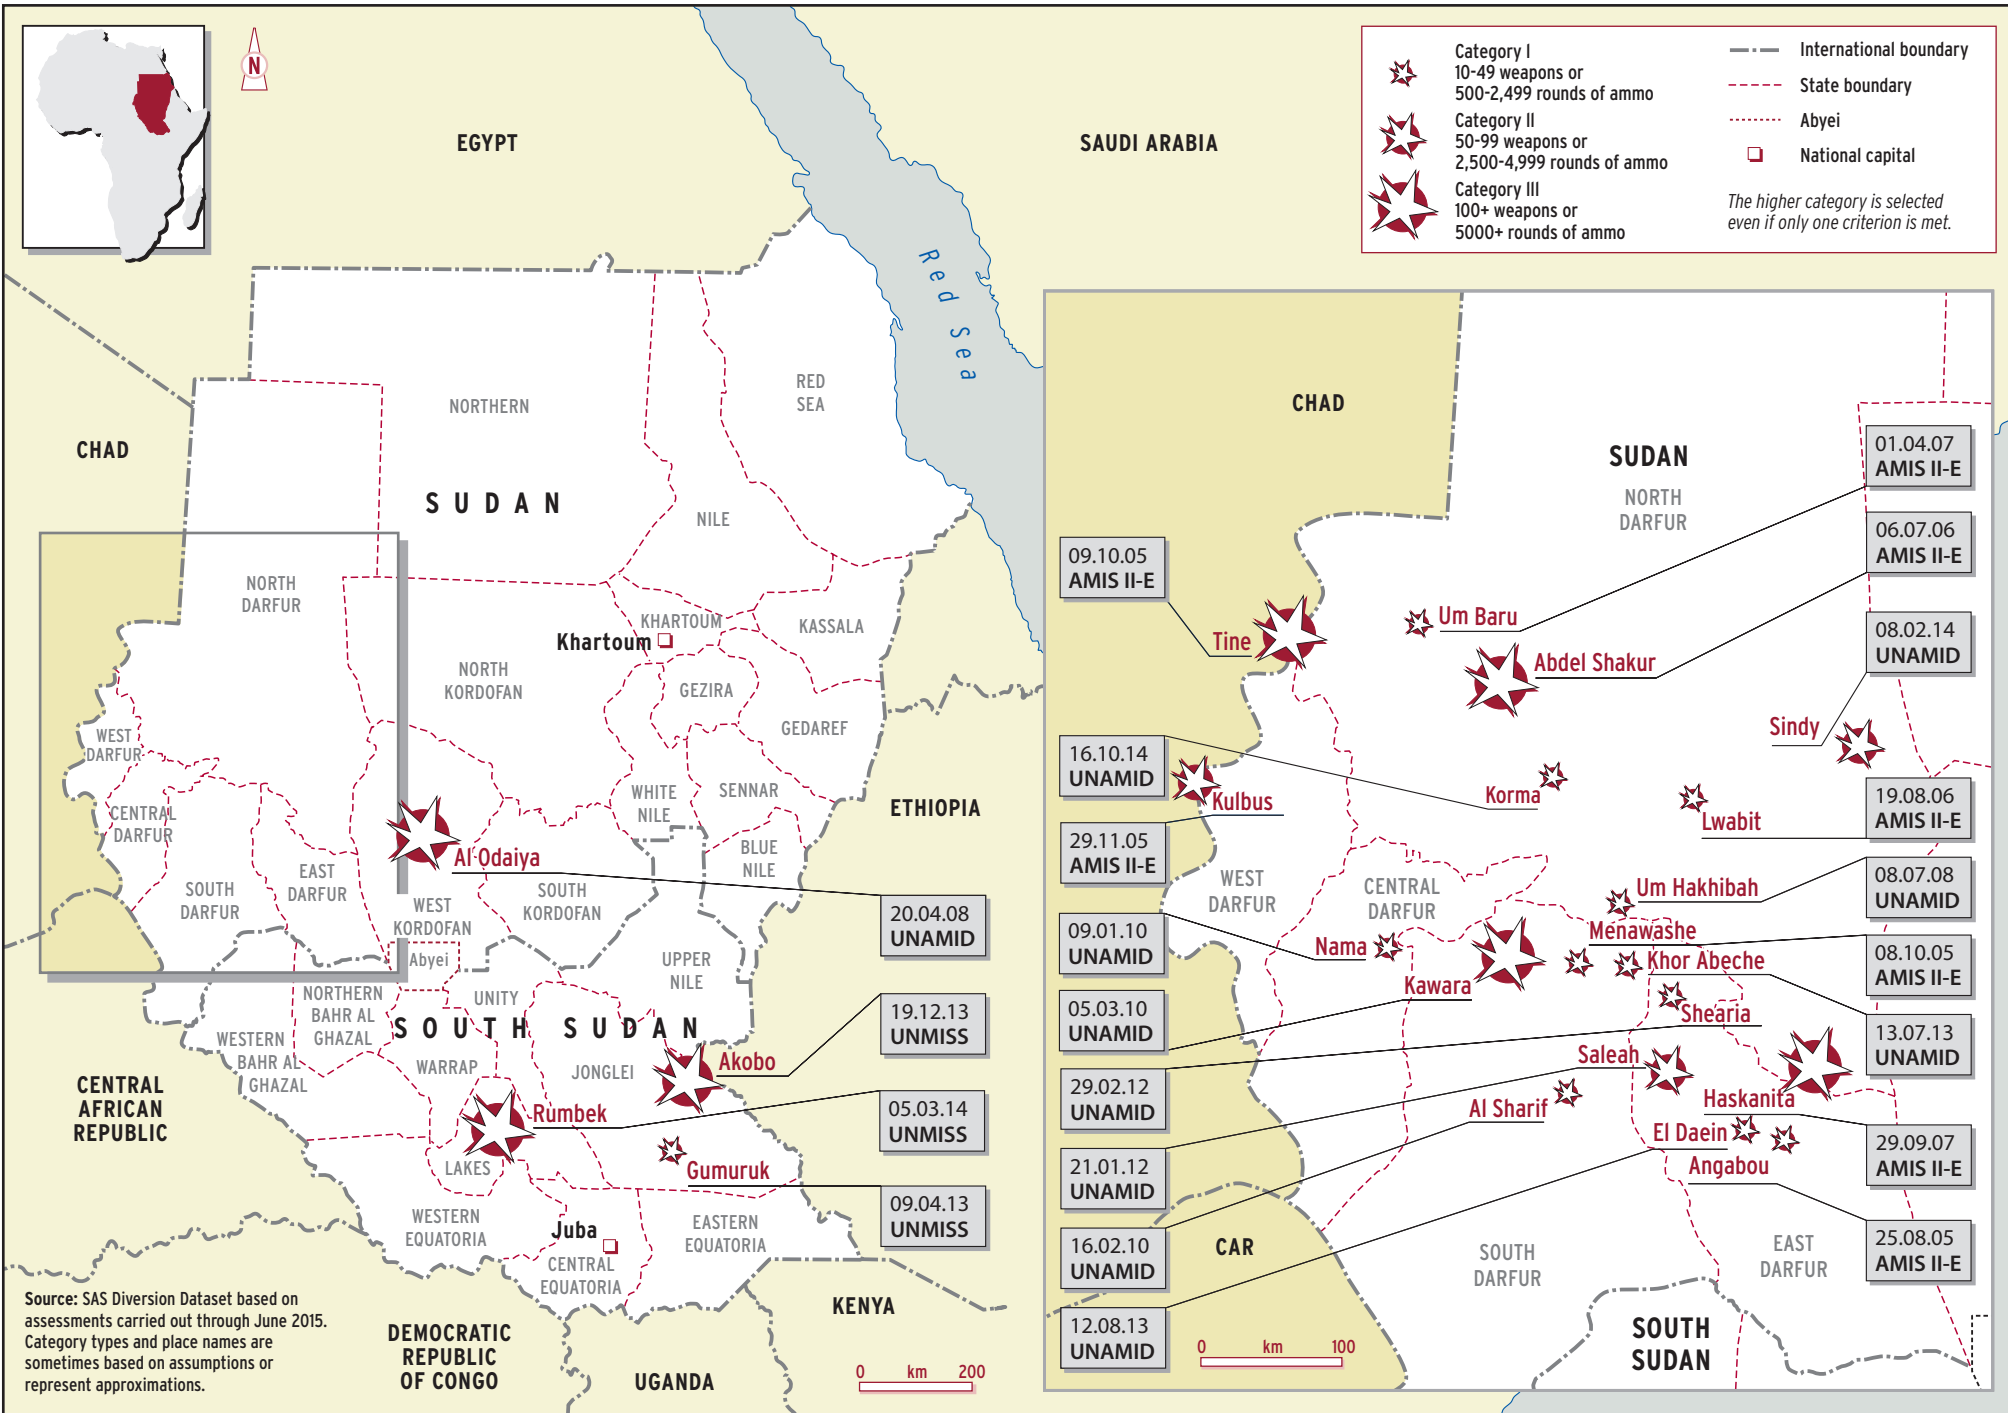 N
EGYPT
SAUDI ARABIA
Red Sea
Category I
10-49 weapons or
500-2,499 rounds of ammo
Category II
50-99 weapons or
2,500-4,999 rounds of ammo
Category III
100+ weapons or
5000+ rounds of ammo
International boundary
State boundary
Abyei
National capital
The higher category is selected
even if only one criterion is met.
CHAD
NORTHERN
RED
SEA
SUDAN
NILE
NORTH
DARFUR
KHARTOUM
Khartoum
KASSALA
NORTH
KORDOFAN
GEZIRA
GEDAREF
WEST
DARFUR
WHITE
NILE
SENNAR
ETHIOPIA
CENTRAL
DARFUR
BLUE
NILE
Al Odaiya
SOUTH
DARFUR
EAST
DARFUR
WEST
KORDOFAN
SOUTH
KORDOFAN
20.04.08
UNAMID
Abyei
UPPER
NILE
NORTHERN
BAHR AL
GHAZAL
UNITY
SOUTH SUDAN
19.12.13
UNMISS
WESTERN
BAHR AL
GHAZAL
WARRAP
JONGLEI
Akobo
CENTRAL
AFRICAN
REPUBLIC
Rumbek
05.03.14
UNMISS
LAKES
Gumuruk
09.04.13
UNMISS
WESTERN
EQUATORIA
Juba
EASTERN
EQUATORIA
CENTRAL
EQUATORIA
KENYA
DEMOCRATIC
REPUBLIC
OF CONGO
UGANDA
0 km 200
Source: SAS Diversion Dataset based on
assessments carried out through June 2015.
Category types and place names are
sometimes based on assumptions or
represent approximations.
CHAD
SUDAN
NORTH
DARFUR
01.04.07
AMIS II-E
06.07.06
AMIS II-E
09.10.05
AMIS II-E
Tine
Um Baru
Abdel Shakur
08.02.14
UNAMID
Sindy
16.10.14
UNAMID
Kulbus
Korma
Lwabit
19.08.06
AMIS II-E
29.11.05
AMIS II-E
WEST
DARFUR
CENTRAL
DARFUR
Um Hakhibah
08.07.08
UNAMID
09.01.10
UNAMID
Nama
Menawashe
08.10.05
AMIS II-E
Kawara
Khor Abeche
05.03.10
UNAMID
Shearia
13.07.13
UNAMID
29.02.12
UNAMID
Saleah
Al Sharif
Haskanita
29.09.07
AMIS II-E
21.01.12
UNAMID
El Daein
Angabou
16.02.10
UNAMID
CAR
SOUTH
DARFUR
EAST
DARFUR
25.08.05
AMIS II-E
12.08.13
UNAMID
0 km 100
SOUTH
SUDAN